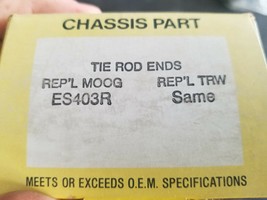 CHASSIS PART
TIE ROD ENDS
REP'L MOOG REP'L TRW
ES403R Same
MEETS OR EXCEEDS O.E.M. SPECIFICATIONS